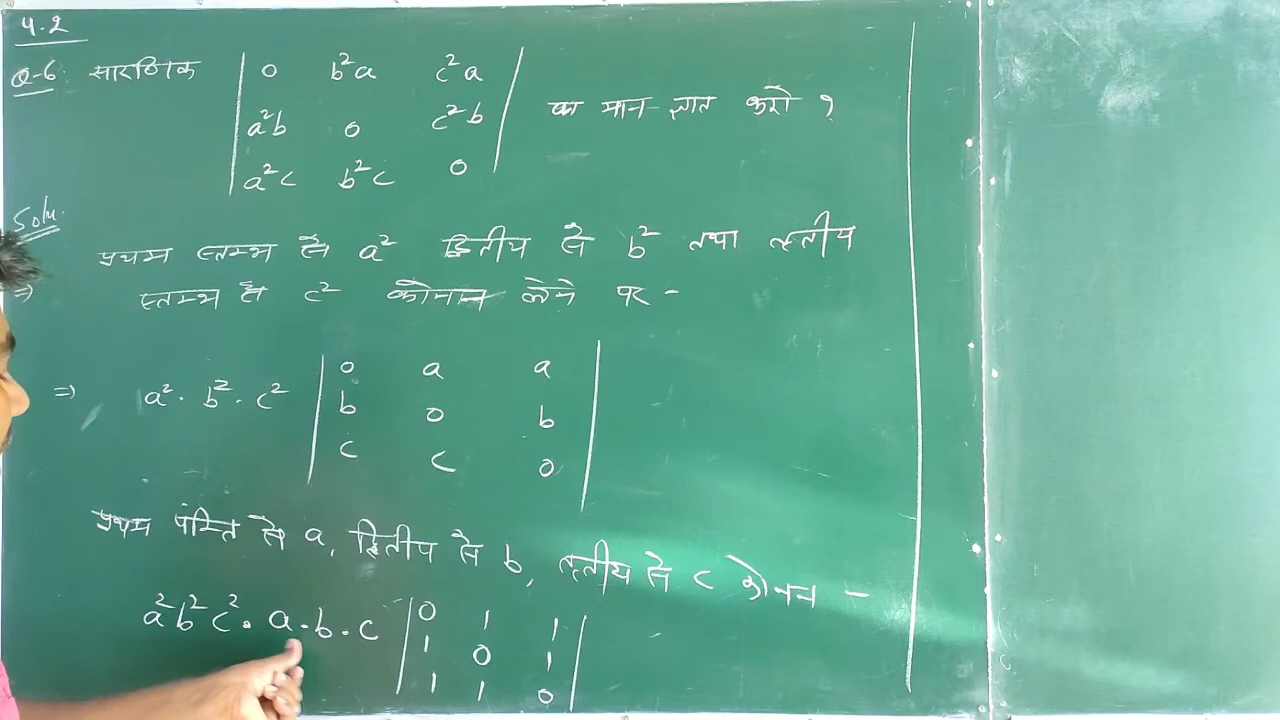 4.2
Q-6. सारणिक | 0 b²a c²a | का मान ज्ञात करो ?
| a²b 0 c²b |
| a²c b²c 0 |
Solu.
प्रथम स्तम्भ से a² द्वितीय से b² तथा तृतीय
⇒ स्तम्भ से c² कॉमन लेने पर -
⇒ a². b². c² | 0 a a |
| b 0 b |
| c c 0 |
प्रथम पंक्ति से a, द्वितीय से b, तृतीय से c कॉमन -
a²b²c². a.b.c | 0 1 1 |
| 1 0 1 |
| 1 1 0 |